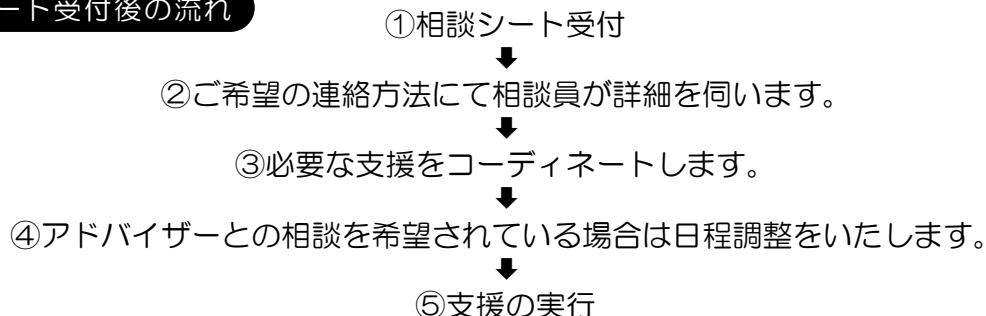 ート受付後の流れ
①相談シート受付
②ご希望の連絡方法にて相談員が詳細を伺います。
③必要な支援をコーディネートします。
④アドバイザーとの相談を希望されている場合は日程調整をいたします。
⑤支援の実行